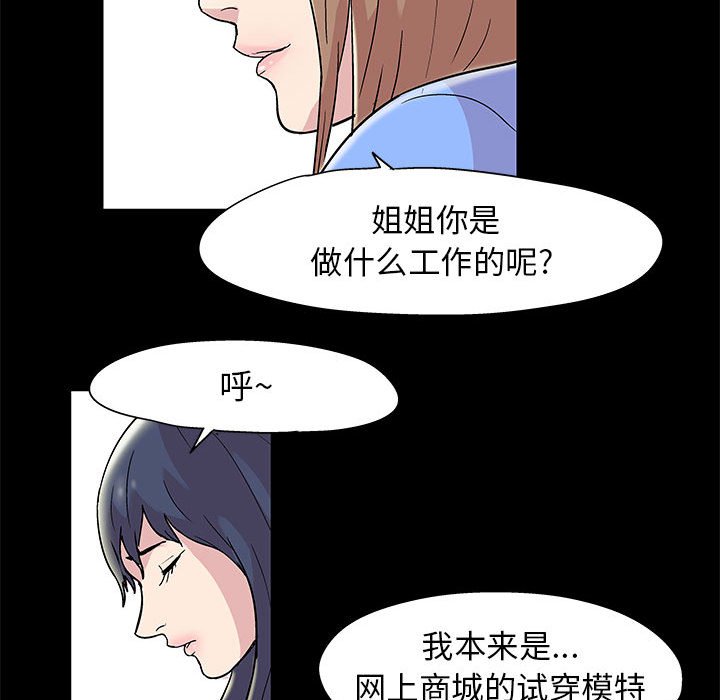 姐姐你是
做什么工作的呢?
呼~
我本来是...
网上商城的试穿模特